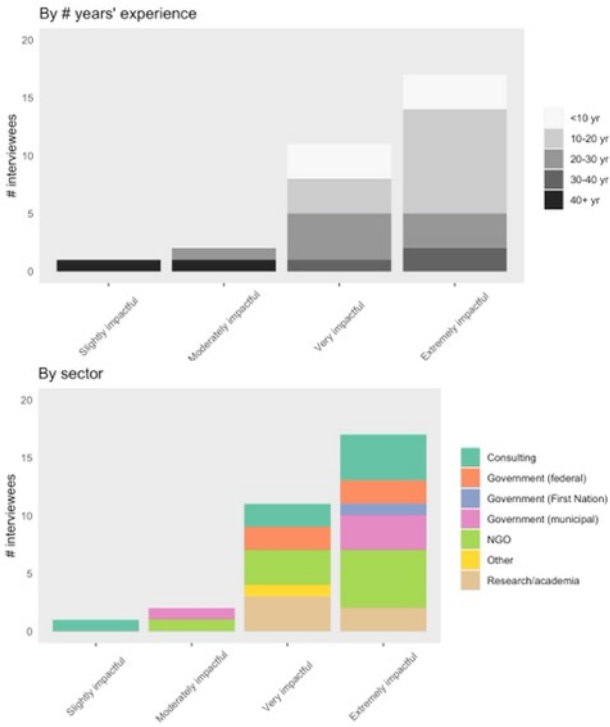 By # years' experience
# interviewees
20
15
10
5
0
Slightly impactful
Moderately impactful
Very impactful
Extremely impactful
<10 yr
10-20 yr
20-30 yr
30-40 yr
40+ yr
By sector
# interviewees
20
15
10
5
0
Slightly impactful
Moderately impactful
Very impactful
Extremely impactful
Consulting
Government (federal)
Government (First Nation)
Government (municipal)
NGO
Other
Research/academia